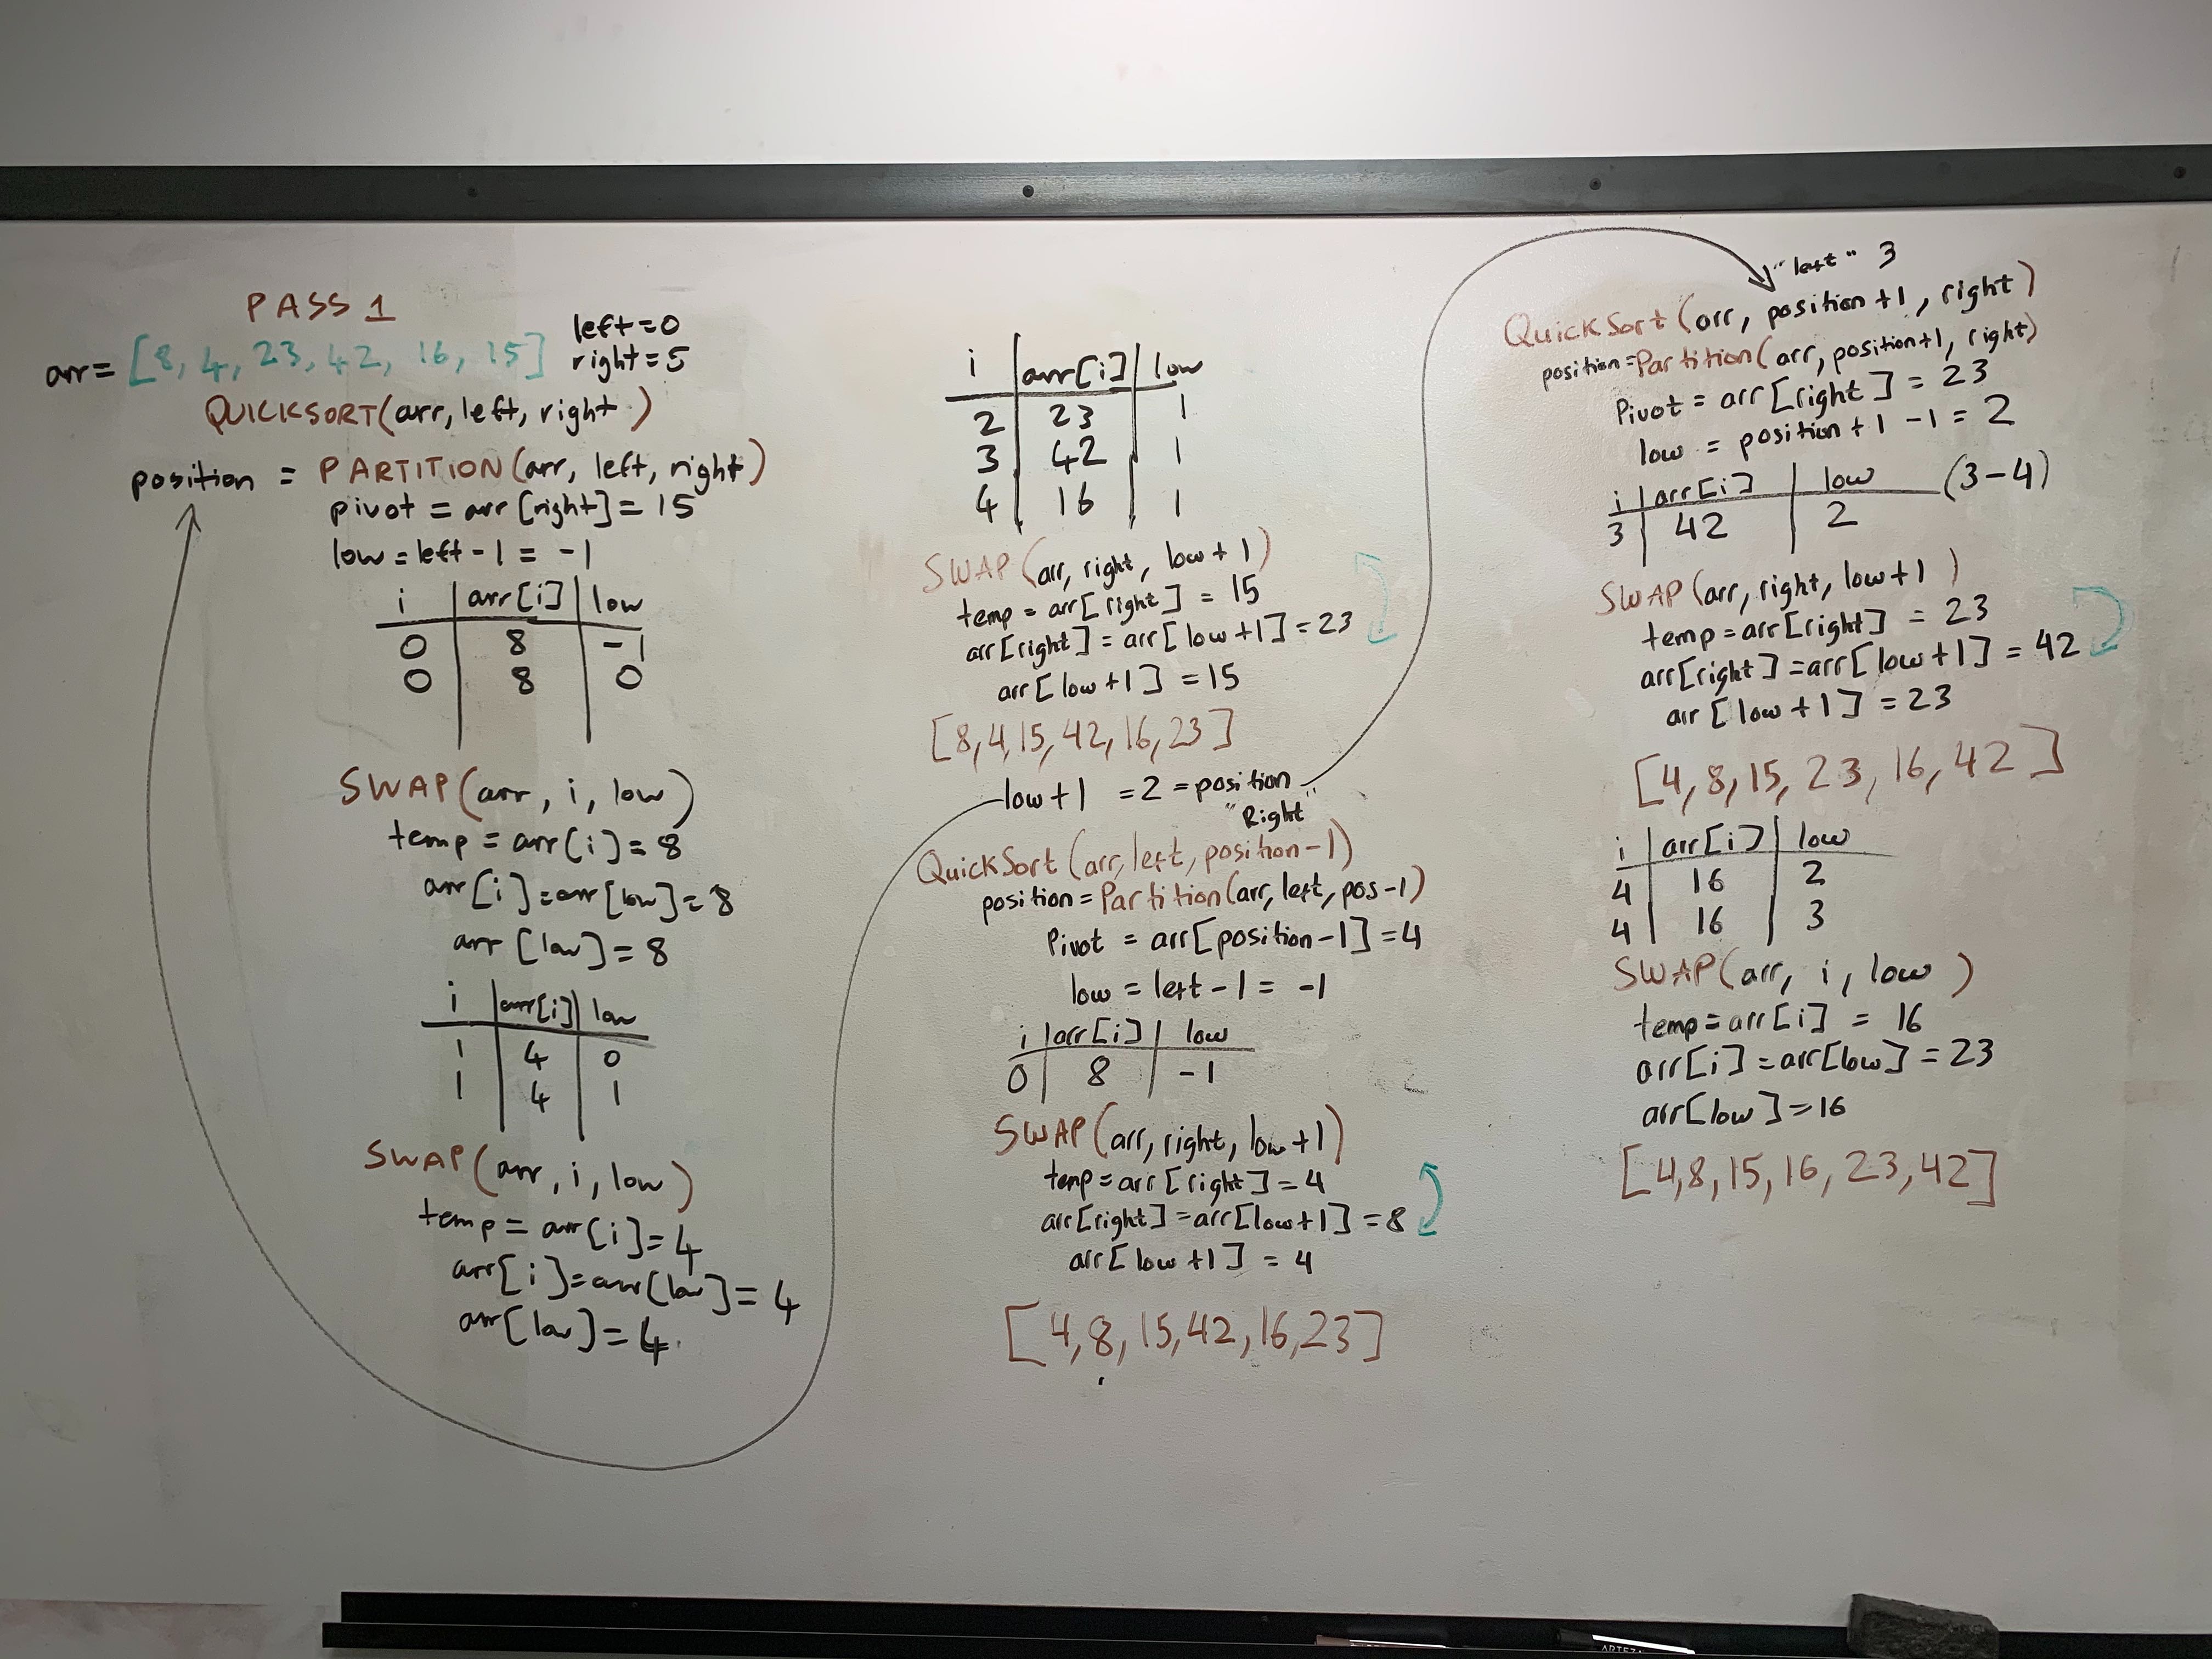 PASS 1
left=0
arr= [8, 4, 23, 42, 16, 15] right=5
QUICKSORT(arr, left, right)
position = PARTITION(arr, left, right)
pivot = arr[right]= 15
low = left - 1 = -1
i arr[i] low
0 8 -1
0 8 0
SWAP(arr, i, low)
temp = arr[i]=8
arr[i]=arr[low]=8
arr[low]=8
i arr[i] low
1 4 0
1 4 1
SWAP(arr, i, low)
temp = arr[i]=4
arr[i]=arr[low]=4
arr[low]=4
i arr[i] low
2 23 1
3 42 1
4 16 1
SWAP(arr, right, low+1)
temp = arr[right] = 15
arr[right]=arr[low+1]=23
arr[low+1]=15
[8,4,15,42,16,23]
low+1 =2=position
"Right"
QuickSort(arr,left,position-1)
position=Partition(arr,left,pos-1)
Pivot = arr[position-1]=4
low = left-1 = -1
i arr[i] low
0 8 -1
SWAP(arr,right,low+1)
temp=arr[right]=4
arr[right]=arr[low+1]=8
arr[low+1] = 4
[4,8,15,42,16,23]
"left" 3
QuickSort(arr, position+1, right)
position=Partition(arr, position+1, right)
Pivot = arr[right] = 23
low = position+1-1 = 2
i arr[i] low (3-4)
3 42 2
SWAP(arr, right, low+1)
temp=arr[right] = 23
arr[right]=arr[low+1] = 42
arr[low+1] = 23
[4, 8, 15, 23, 16, 42]
i arr[i] low
4 16 2
4 16 3
SWAP(arr, i, low)
temp=arr[i] = 16
arr[i]=arr[low]=23
arr[low]=16
[4,8,15,16,23,42]